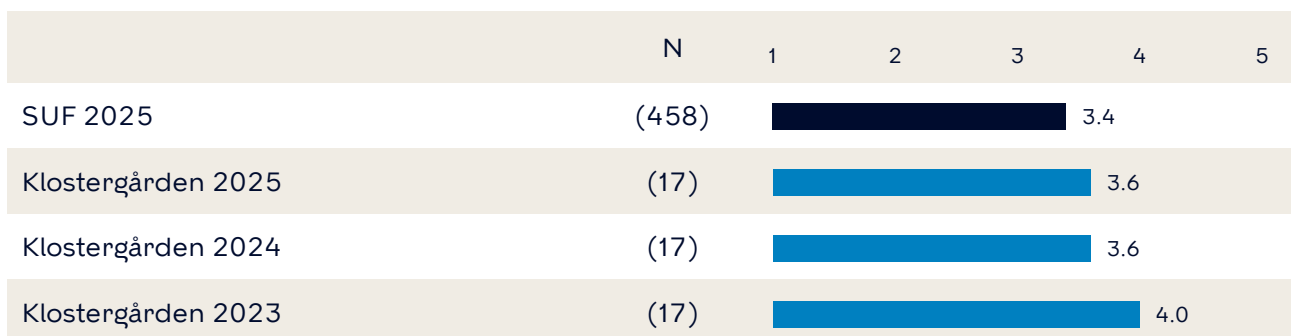 N 1 2 3 4 5
SUF 2025 (458) 3.4
Klostergården 2025 (17) 3.6
Klostergården 2024 (17) 3.6
Klostergården 2023 (17) 4.0